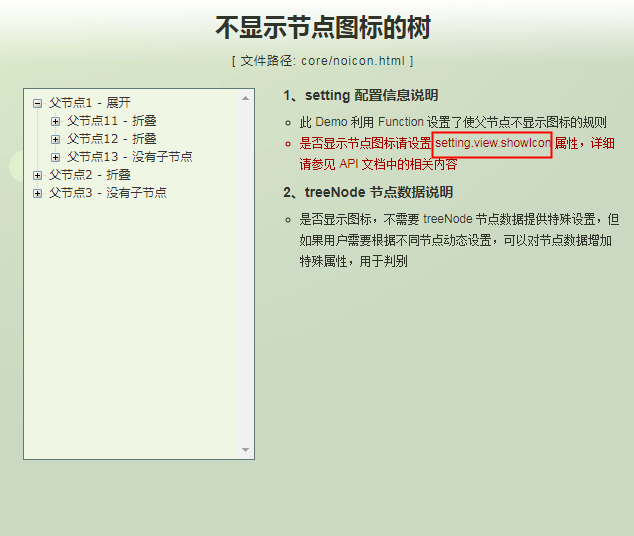 不显示节点图标的树
[ 文件路径: core/noicon.html ]
父节点1 - 展开
父节点11 - 折叠
父节点12 - 折叠
父节点13 - 没有子节点
父节点2 - 折叠
父节点3 - 没有子节点
1、setting 配置信息说明
此 Demo 利用 Function 设置了使父节点不显示图标的规则
是否显示节点图标请设置 setting.view.showIcon 属性，详细
请参见 API 文档中的相关内容
2、treeNode 节点数据说明
是否显示图标，不需要 treeNode 节点数据提供特殊设置，但
如果用户需要根据不同节点动态设置，可以对节点数据增加
特殊属性，用于判别